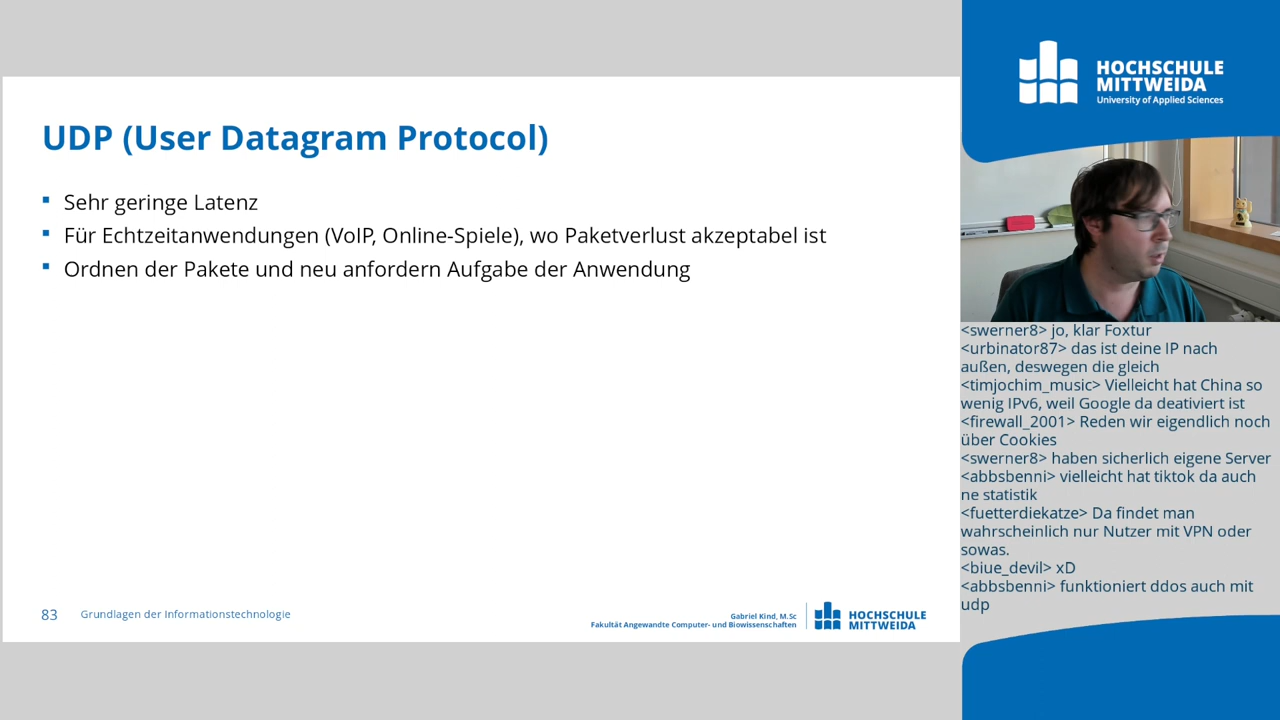 UDP (User Datagram Protocol)
Sehr geringe Latenz
Für Echtzeitanwendungen (VoIP, Online-Spiele), wo Paketverlust akzeptabel ist
Ordnen der Pakete und neu anfordern Aufgabe der Anwendung
83
Grundlagen der Informationstechnologie
Gabriel Kind, M.Sc
Fakultät Angewandte Computer- und Biowissenschaften
HOCHSCHULE
MITTWEIDA
HOCHSCHULE
MITTWEIDA
University of Applied Sciences
<swerner8> jo, klar Foxtur
<urbinator87> das ist deine IP nach
außen, deswegen die gleich
<timjochim_music> Vielleicht hat China so
wenig IPv6, weil Google da deativiert ist
<firewall_2001> Reden wir eigendlich noch
über Cookies
<swerner8> haben sicherlich eigene Server
<abbsbenni> vielleicht hat tiktok da auch
ne statistik
<fuetterdiekatze> Da findet man
wahrscheinlich nur Nutzer mit VPN oder
sowas.
<biue_devil> xD
<abbsbenni> funktioniert ddos auch mit
udp